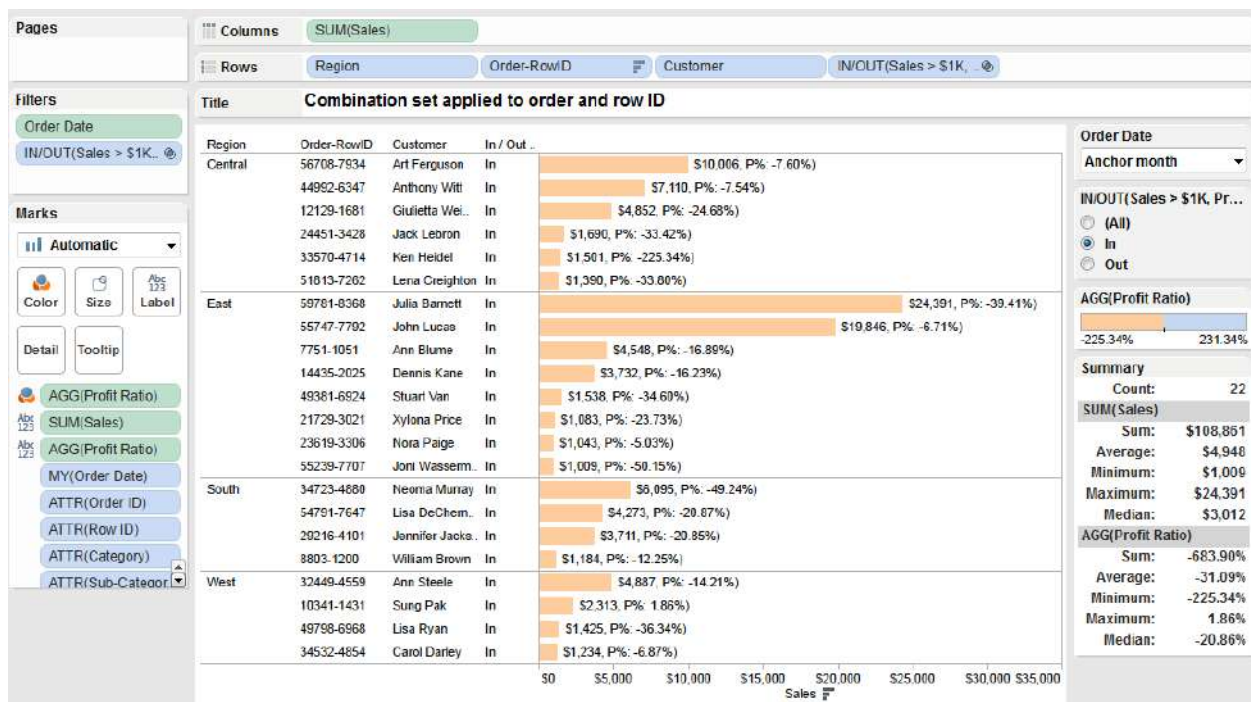 Pages
Columns SUM(Sales)
Rows Region Order-RowID Customer IN/OUT(Sales > $1K, ..
Filters
Order Date
IN/OUT(Sales > $1K..
Title Combination set applied to order and row ID
Marks
Automatic
Color Size Label
Abc
123
Detail Tooltip
AGG(Profit Ratio)
Abc
123
SUM(Sales)
Abc
123
AGG(Profit Ratio)
MY(Order Date)
ATTR(Order ID)
ATTR(Row ID)
ATTR(Category)
ATTR(Sub-Categor
Region Order-RowID Customer In / Out ..
Central 56708-7934 Art Ferguson In $10,006, P%: -7.60%)
44992-6347 Anthony Witt In $7,110, P%: -7.54%)
12129-1681 Giulietta Wei.. In $4,852, P%: -24.68%)
24451-3428 Jack Lebron In $1,690, P%: -33.42%)
33570-4714 Ken Heidel In $1,501, P%: -225.34%)
51813-7262 Lena Creighton In $1,390, P%: -33.80%)
East 59781-8368 Julia Barnett In $24,391, P%: -39.41%)
55747-7792 John Lucas In $19,846, P%: -6.71%)
7751-1051 Ann Blume In $4,548, P%: -16.89%)
14435-2025 Dennis Kane In $3,732, P%: -16.23%)
49381-6924 Stuart Van In $1,538, P%: -34.60%)
21729-3021 Xylona Price In $1,083, P%: -23.73%)
23619-3306 Nora Paige In $1,043, P%: -5.03%)
55239-7707 Joni Wasserm.. In $1,009, P%: -50.15%)
South 34723-4880 Neoma Murray In $6,095, P%: -49.24%)
54791-7647 Lisa DeChem.. In $4,273, P%: -20.87%)
29216-4101 Jennifer Jacks.. In $3,711, P%: -20.85%)
8803-1200 William Brown In $1,184, P%: -12.25%)
West 32449-4559 Ann Steele In $4,887, P%: -14.21%)
10341-1431 Sung Pak In $2,313, P%: 1.86%)
49798-6968 Lisa Ryan In $1,425, P%: -36.34%)
34532-4854 Carol Darley In $1,234, P%: -6.87%)
$0 $5,000 $10,000 $15,000 $20,000 $25,000 $30,000 $35,000
Sales
Order Date
Anchor month
IN/OUT(Sales > $1K, Pr...
(All)
In
Out
AGG(Profit Ratio)
-225.34% 231.34%
Summary
Count: 22
SUM(Sales)
Sum: $108,861
Average: $4,948
Minimum: $1,009
Maximum: $24,391
Median: $3,012
AGG(Profit Ratio)
Sum: -683.90%
Average: -31.09%
Minimum: -225.34%
Maximum: 1.86%
Median: -20.86%